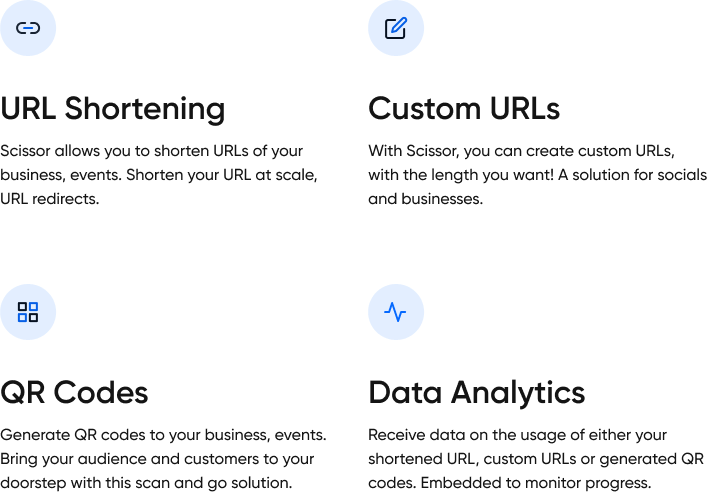 URL Shortening
Scissor allows you to shorten URLs of your
business, events. Shorten your URL at scale,
URL redirects.
Custom URLs
With Scissor, you can create custom URLs,
with the length you want! A solution for socials
and businesses.
QR Codes
Generate QR codes to your business, events.
Bring your audience and customers to your
doorstep with this scan and go solution.
Data Analytics
Receive data on the usage of either your
shortened URL, custom URLs or generated QR
codes. Embedded to monitor progress.